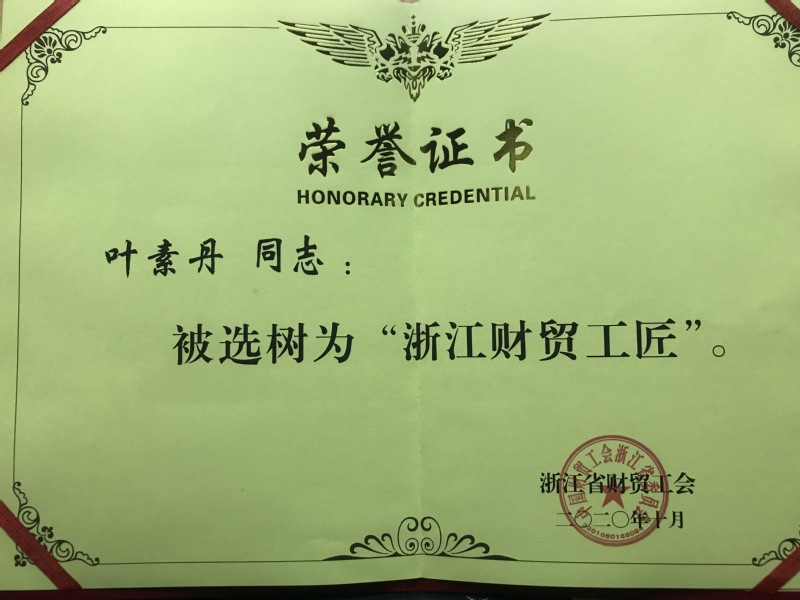 荣誉证书
HONORARY CREDENTIAL
叶素丹 同志：
被选树为“浙江财贸工匠”。
浙江省财贸工会
二〇二〇年十月